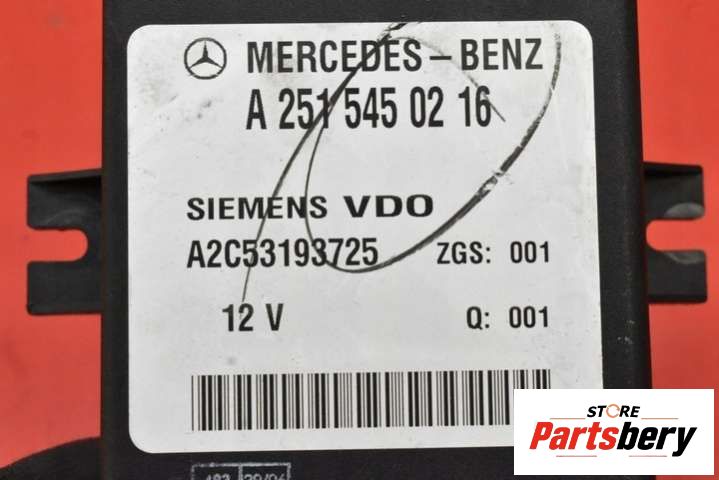 MERCEDES-BENZ
A 251 545 02 16
SIEMENS VDO
A2C53193725 ZGS: 001
12 V Q: 001
STORE
Partsbery